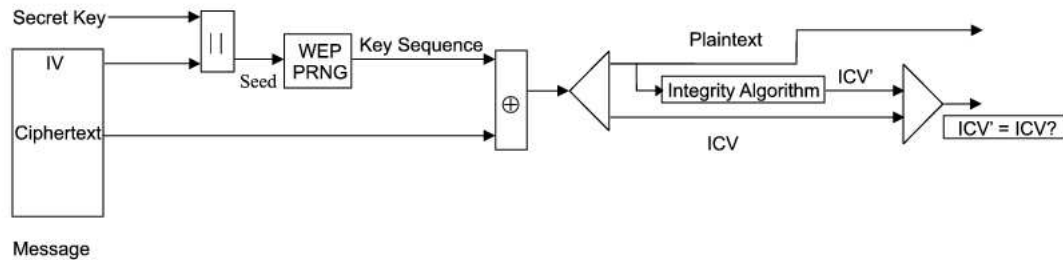 Secret Key
IV
Ciphertext
Message
||
Seed
WEP
PRNG
Key Sequence
⊕
Plaintext
Integrity Algorithm
ICV'
ICV
ICV' = ICV?